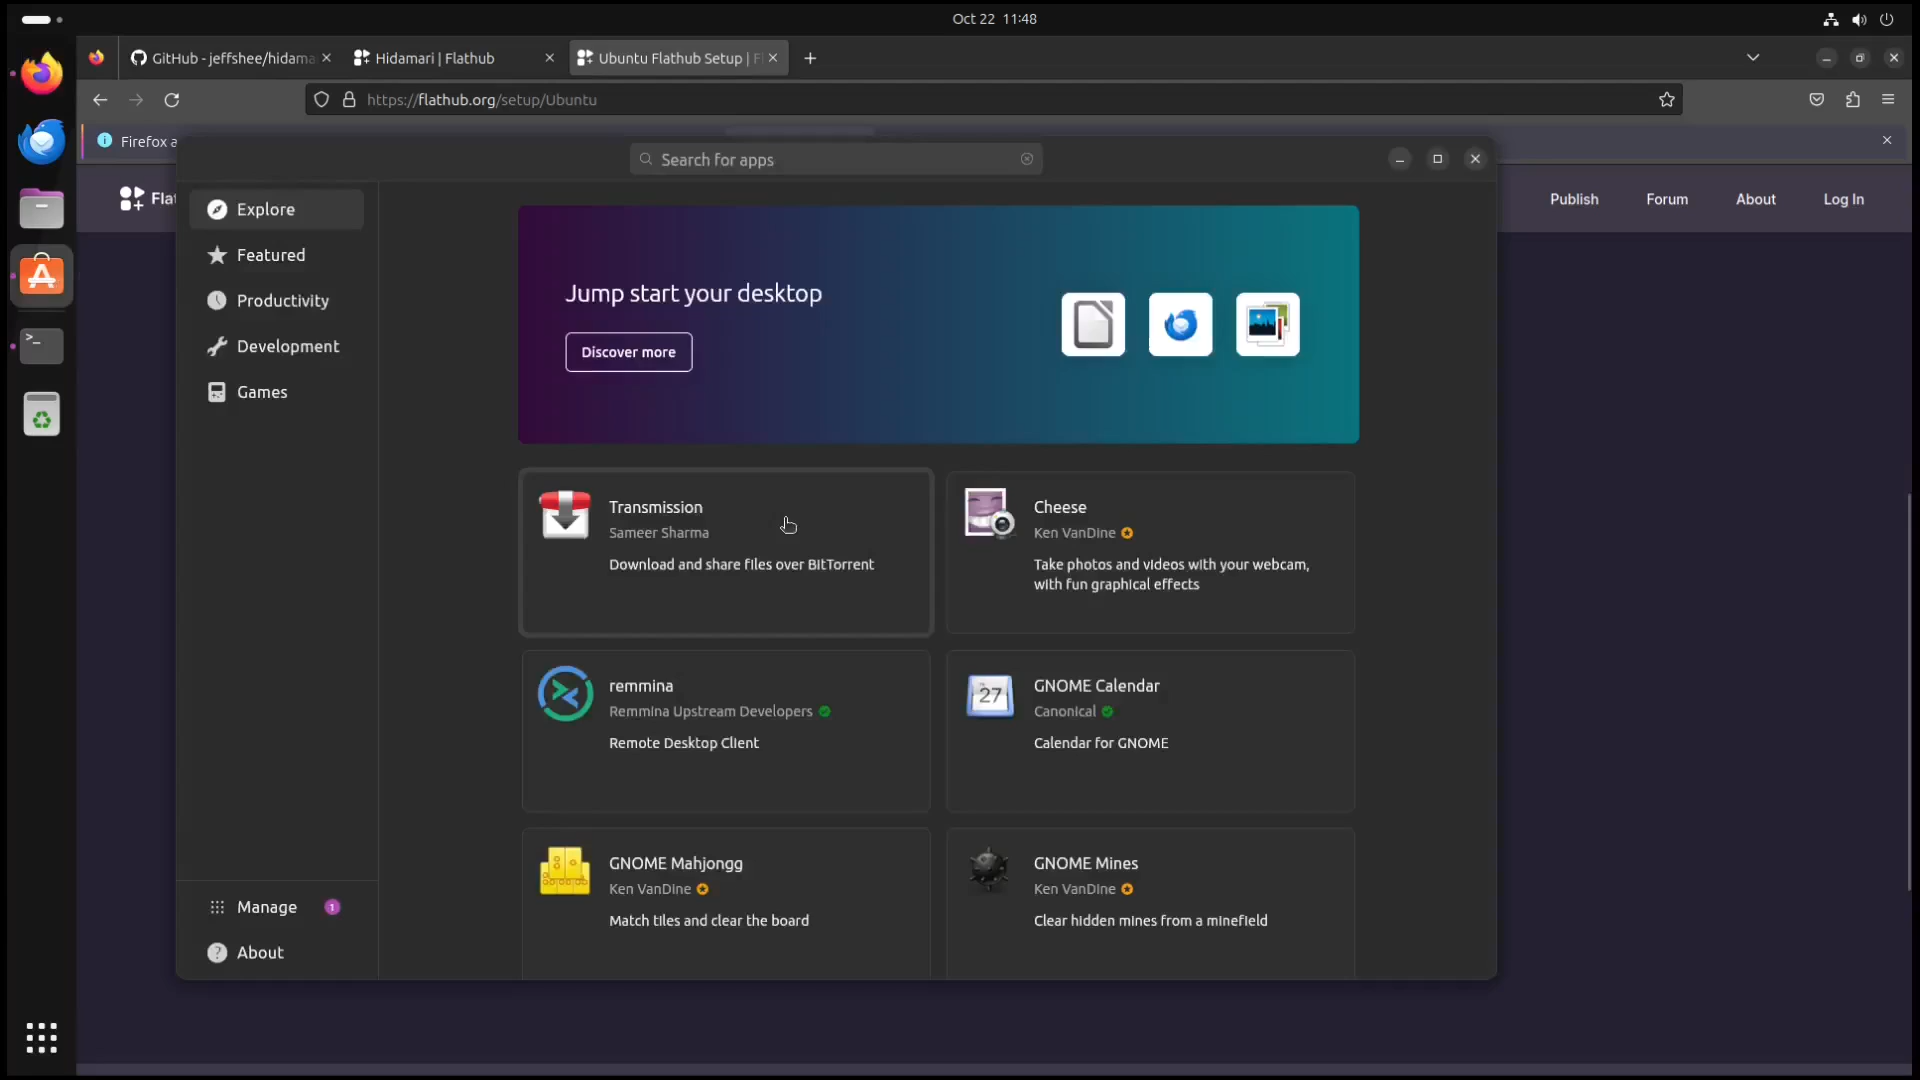 Oct 22 11:48
GitHub - jeffshee/hidama
Hidamari | Flathub
Ubuntu Flathub Setup | F
https://flathub.org/setup/Ubuntu
Firefox a
Search for apps
Flat
Publish
Forum
About
Log In
Explore
Featured
Productivity
Development
Games
Jump start your desktop
Discover more
Transmission
Sameer Sharma
Download and share files over BitTorrent
Cheese
Ken VanDine
Take photos and videos with your webcam,
with fun graphical effects
remmina
Remmina Upstream Developers
Remote Desktop Client
27
GNOME Calendar
Canonical
Calendar for GNOME
GNOME Mahjongg
Ken VanDine
Match tiles and clear the board
GNOME Mines
Ken VanDine
Clear hidden mines from a minefield
Manage
1
About